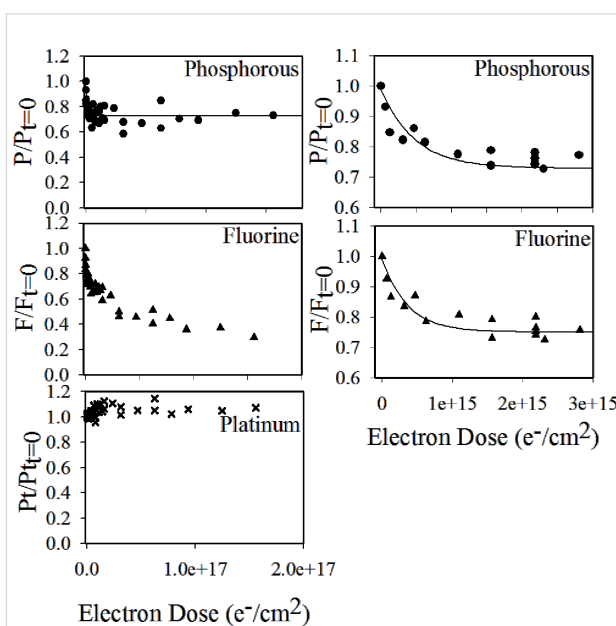 P/Pt=0
1.2
1.0
0.8
0.6
0.4
0.2
0.0
Phosphorous
F/Ft=0
1.2
1.0
0.8
0.6
0.4
0.2
0.0
Fluorine
Pt/Ptt=0
1.2
1.0
0.8
0.6
0.4
0.2
0.0
Platinum
0.0 1.0e+17 2.0e+17
Electron Dose (e-/cm2)
P/Pt=0
1.1
1.0
0.9
0.8
0.7
0.6
Phosphorous
F/Ft=0
1.1
1.0
0.9
0.8
0.7
0.6
Fluorine
0 1e+15 2e+15 3e+15
Electron Dose (e-/cm2)